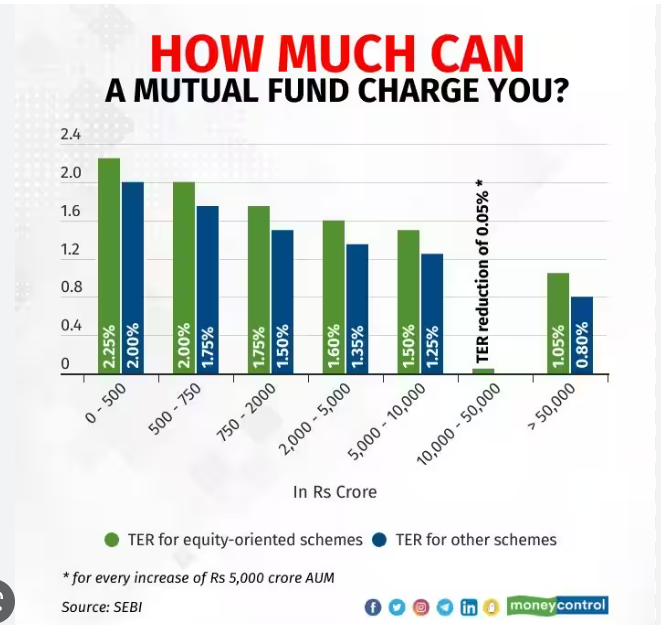 HOW MUCH CAN
A MUTUAL FUND CHARGE YOU?
2.4
2.0
1.6
1.2
0.8
0.4
0
2.25%
2.00%
2.00%
1.75%
1.75%
1.50%
1.60%
1.35%
1.50%
1.25%
TER reduction of 0.05% *
1.05%
0.80%
0 - 500
500 - 750
750 - 2000
2,000 - 5,000
5,000 - 10,000
10,000 - 50,000
> 50,000
In Rs Crore
TER for equity-oriented schemes
TER for other schemes
* for every increase of Rs 5,000 crore AUM
Source: SEBI
moneycontrol